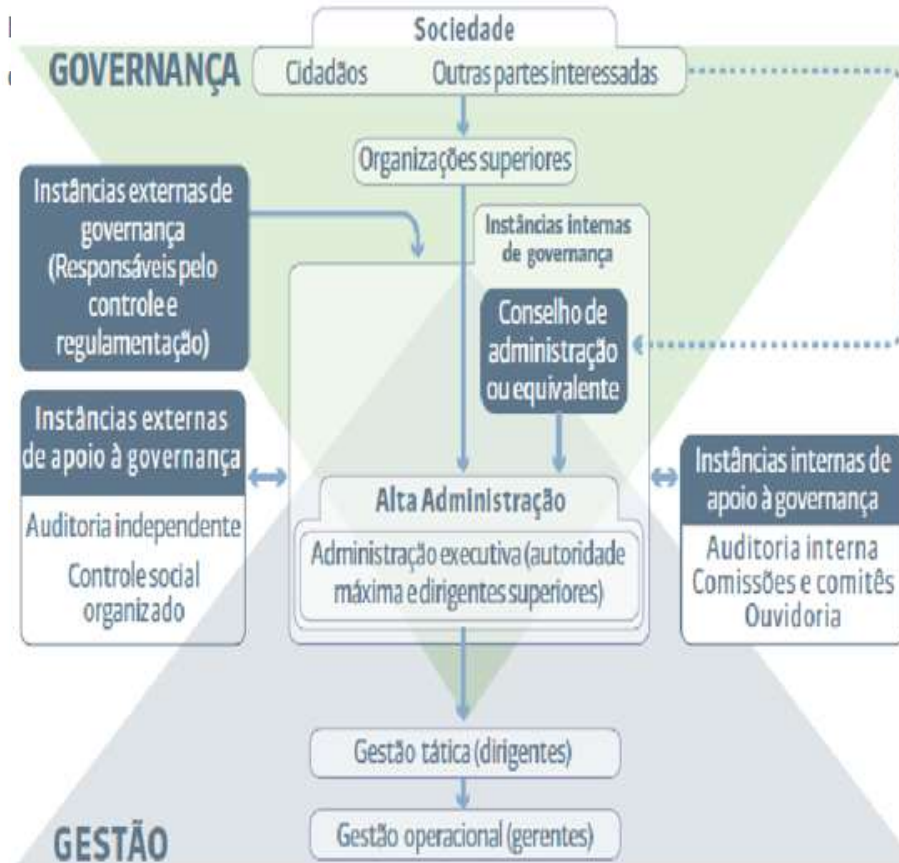 Sociedade
GOVERNANÇA
Cidadãos Outras partes interessadas
Organizações superiores
Instâncias externas de
governança
(Responsáveis pelo
controle e
regulamentação)
Instâncias internas
de governança
Conselho de
administração
ou equivalente
Instâncias externas
de apoio à governança
Auditoria independente
Controle social
organizado
Alta Administração
Administração executiva (autoridade
máxima e dirigentes superiores)
Instâncias internas de
apoio à governança
Auditoria interna
Comissões e comitês
Ouvidoria
Gestão tática (dirigentes)
Gestão operacional (gerentes)
GESTÃO